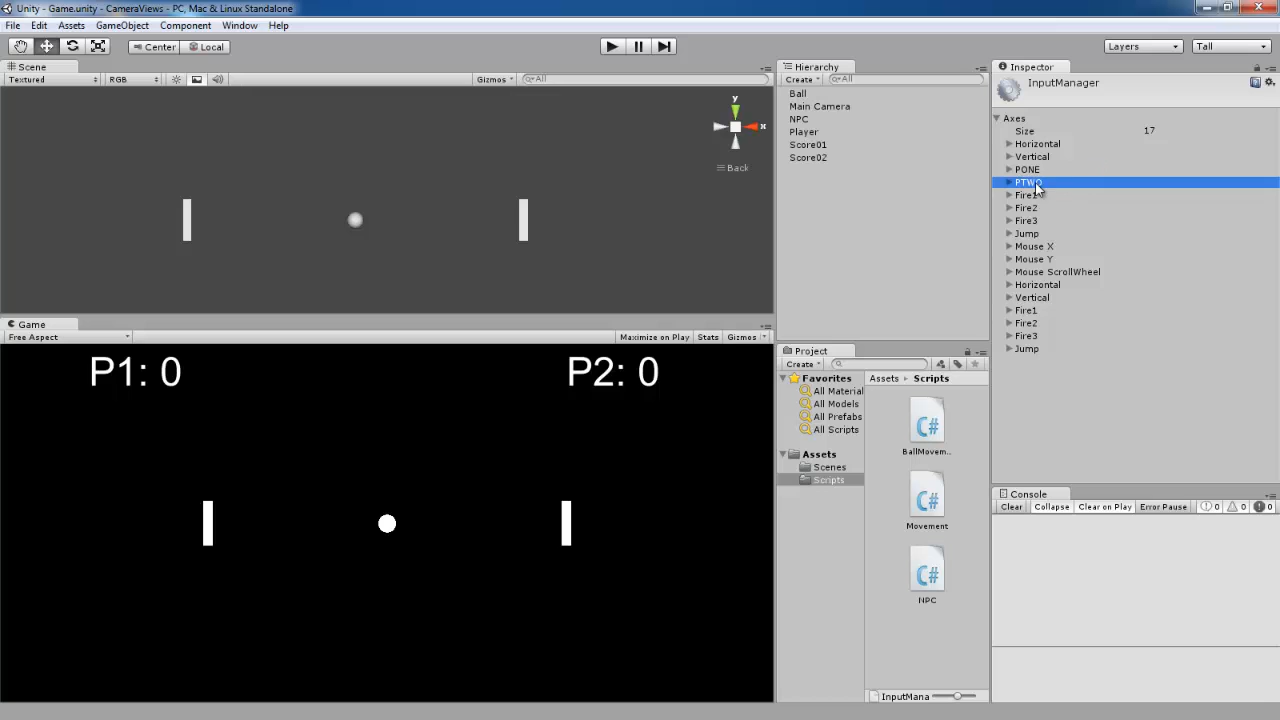 Unity - Game.unity - CameraViews - PC, Mac & Linux Standalone
File Edit Assets GameObject Component Window Help
Center Local
Layers
Tall
Scene
Textured
RGB
Gizmos
All
y
x
Back
Game
Free Aspect
Maximize on Play Stats Gizmos
P1: 0
P2: 0
Hierarchy
Create
All
Ball
Main Camera
NPC
Player
Score01
Score02
Project
Create
Favorites
All Material
All Models
All Prefabs
All Scripts
Assets
Scenes
Scripts
Assets Scripts
C#
BallMovem..
C#
Movement
C#
NPC
InputMana
Inspector
InputManager
Axes
Size 17
Horizontal
Vertical
PONE
PTWO
Fire1
Fire2
Fire3
Jump
Mouse X
Mouse Y
Mouse ScrollWheel
Horizontal
Vertical
Fire1
Fire2
Fire3
Jump
Console
Clear Collapse Clear on Play Error Pause 0 0 0